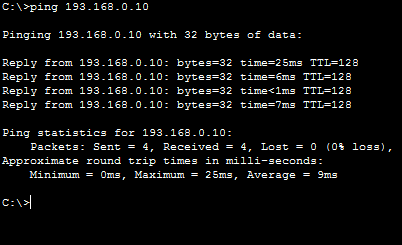 C:\>ping 193.168.0.10
Pinging 193.168.0.10 with 32 bytes of data:
Reply from 193.168.0.10: bytes=32 time=25ms TTL=128
Reply from 193.168.0.10: bytes=32 time=6ms TTL=128
Reply from 193.168.0.10: bytes=32 time<1ms TTL=128
Reply from 193.168.0.10: bytes=32 time=7ms TTL=128
Ping statistics for 193.168.0.10:
    Packets: Sent = 4, Received = 4, Lost = 0 (0% loss),
Approximate round trip times in milli-seconds:
    Minimum = 0ms, Maximum = 25ms, Average = 9ms
C:\>